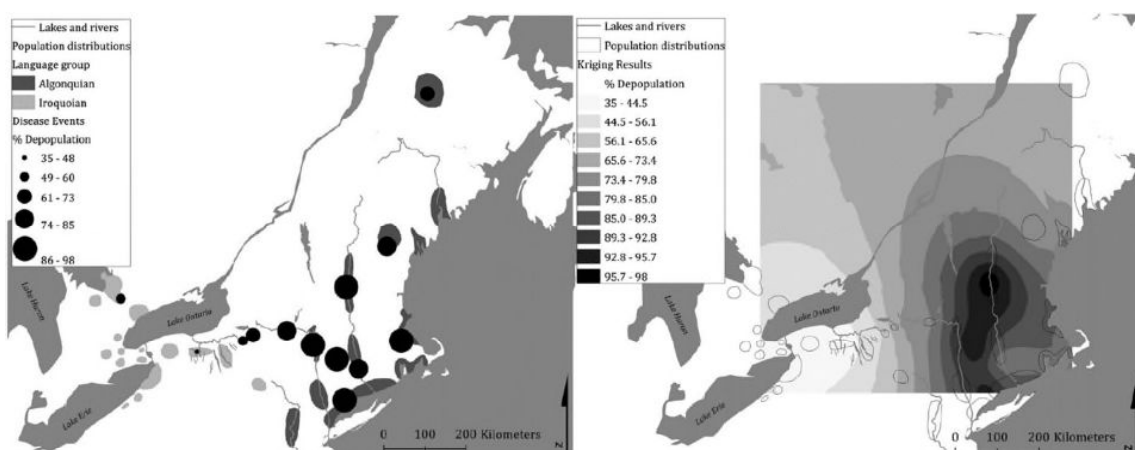 Lakes and rivers
Population distributions
Language group
Algonquian
Iroquoian
Disease Events
% Depopulation
35 - 48
49 - 60
61 - 73
74 - 85
86 - 98
Lake Huron
Lake Ontario
Lake Erie
0 100 200 Kilometers
N
Lakes and rivers
Population distributions
Kriging Results
% Depopulation
35 - 44.5
44.5 - 56.1
56.1 - 65.6
65.6 - 73.4
73.4 - 79.8
79.8 - 85.0
85.0 - 89.3
89.3 - 92.8
92.8 - 95.7
95.7 - 98
Lake Huron
Lake Ontario
Lake Erie
0 100 200 Kilometers
N